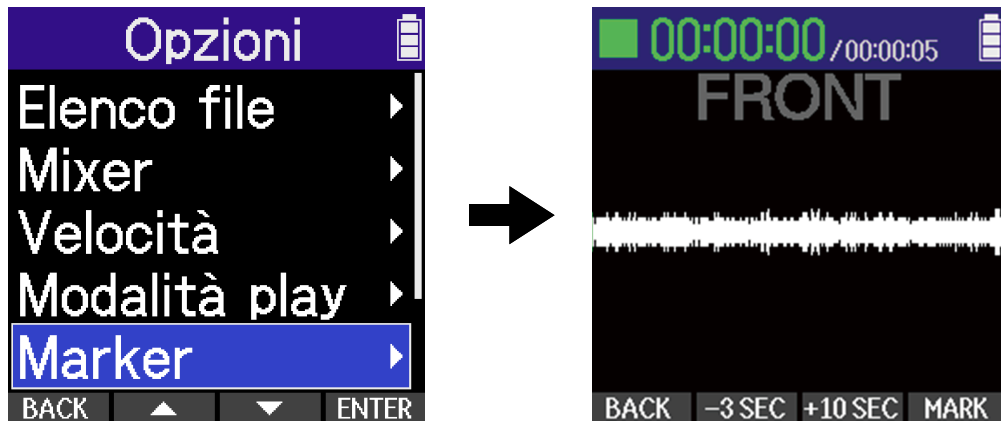 Opzioni
Elenco file
Mixer
Velocità
Modalità play
Marker
BACK ENTER
00:00:00/00:00:05
FRONT
BACK -3 SEC +10 SEC MARK